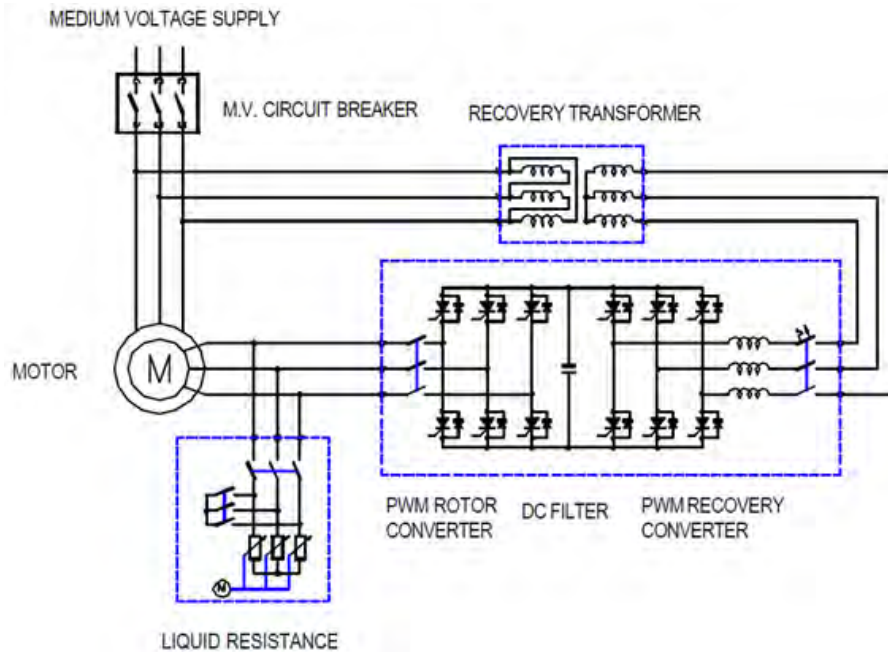 MEDIUM VOLTAGE SUPPLY
M.V. CIRCUIT BREAKER
RECOVERY TRANSFORMER
MOTOR
M
PWM ROTOR
CONVERTER
DC FILTER
PWM RECOVERY
CONVERTER
M
LIQUID RESISTANCE